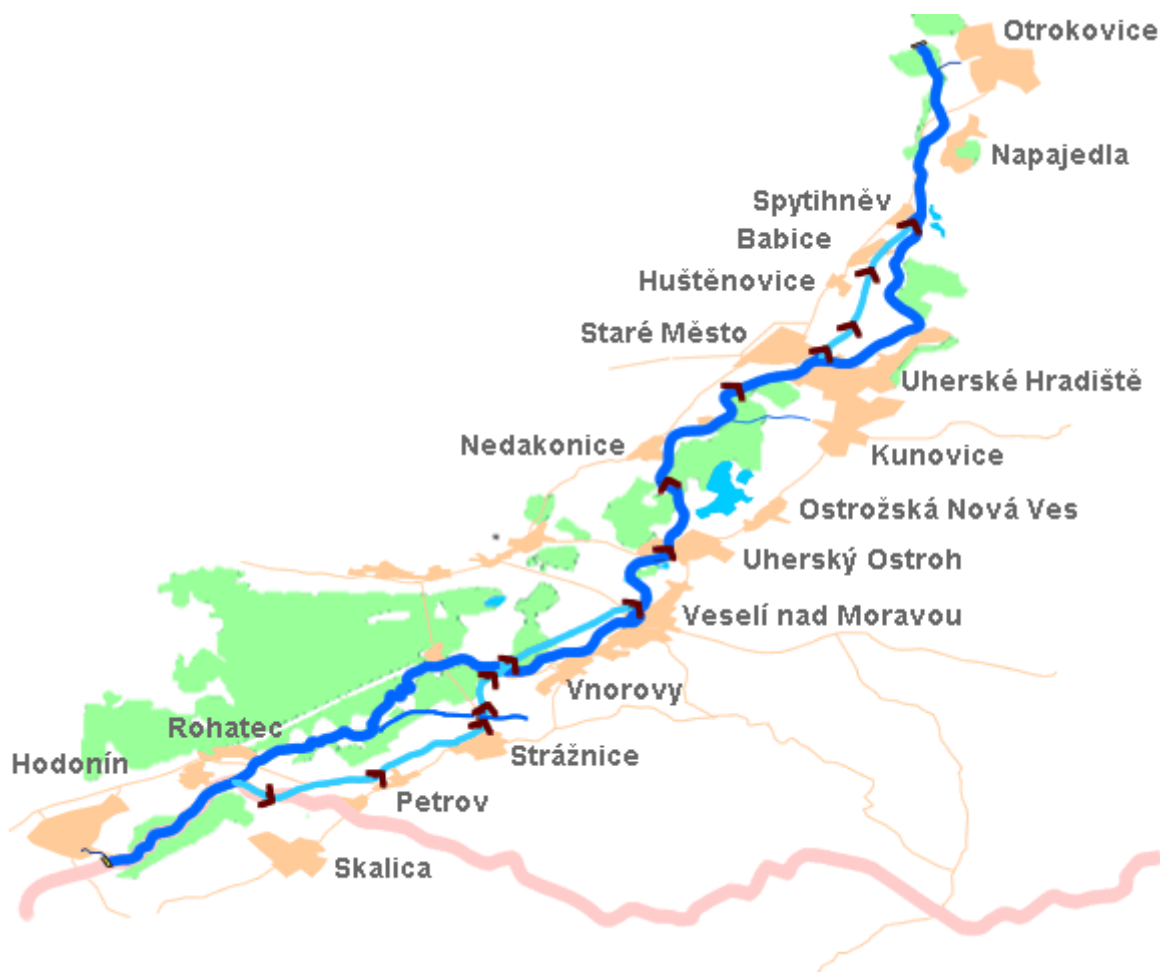 Otrokovice
Napajedla
Spytihněv
Babice
Huštěnovice
Staré Město
Uherské Hradiště
Nedakonice
Kunovice
Ostrožská Nová Ves
Uherský Ostroh
Veselí nad Moravou
Vnorovy
Rohatec
Strážnice
Hodonín
Petrov
Skalica